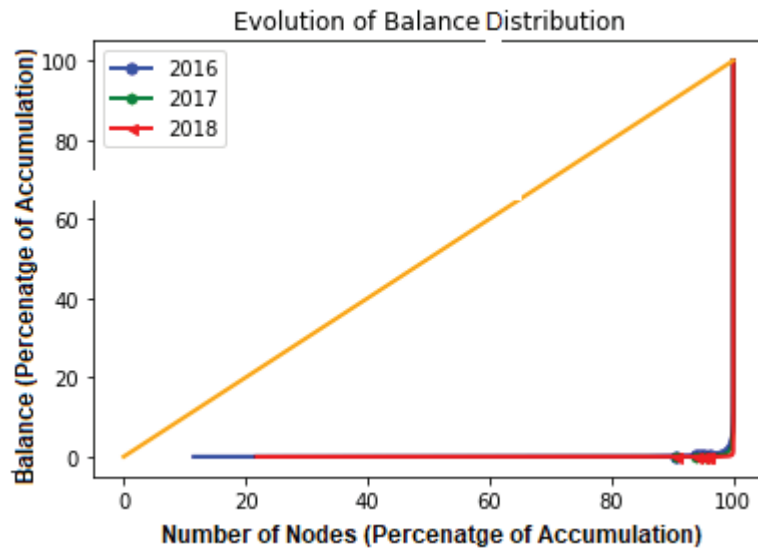 Evolution of Balance Distribution
2016
2017
2018
100
80
60
40
20
0
Balance (Percenatge of Accumulation)
0 20 40 60 80 100
Number of Nodes (Percenatge of Accumulation)